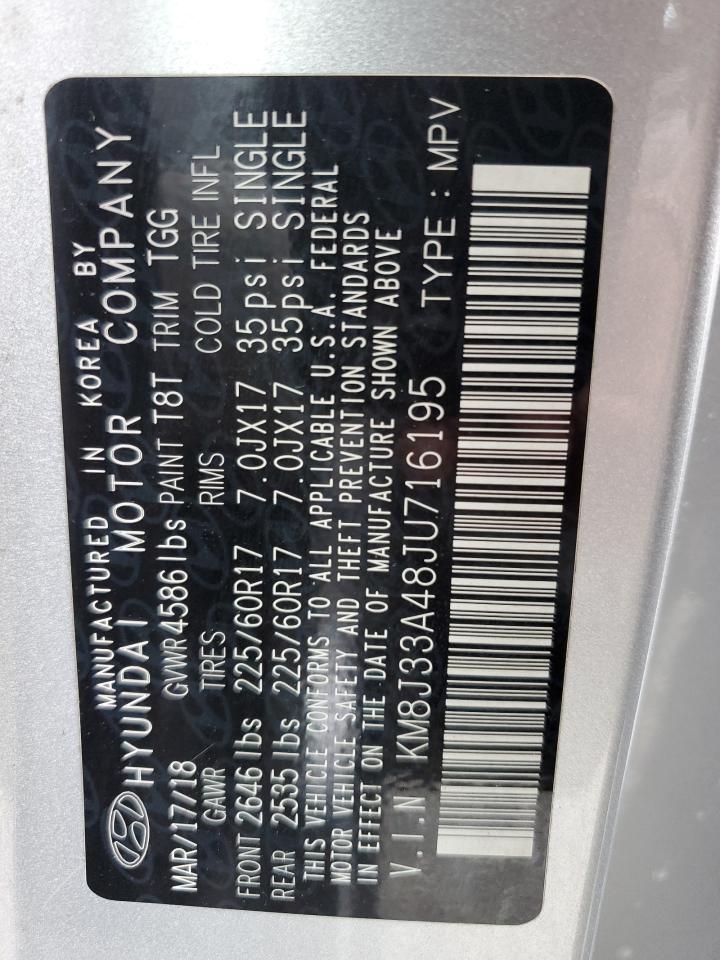 MANUFACTURED IN KOREA BY
HYUNDAI MOTOR COMPANY
MAR/17/18 GVWR 4586 lbs PAINT T8T TRIM TGG
GAWR TIRES RIMS COLD TIRE INFL
FRONT 2646 lbs 225/60R17 7.0JX17 35psi SINGLE
REAR 2535 lbs 225/60R17 7.0JX17 35psi SINGLE
THIS VEHICLE CONFORMS TO ALL APPLICABLE U.S.A. FEDERAL
MOTOR VEHICLE SAFETY AND THEFT PREVENTION STANDARDS
IN EFFECT ON THE DATE OF MANUFACTURE SHOWN ABOVE
V.I.N KM8J33A48JU716195 TYPE : MPV